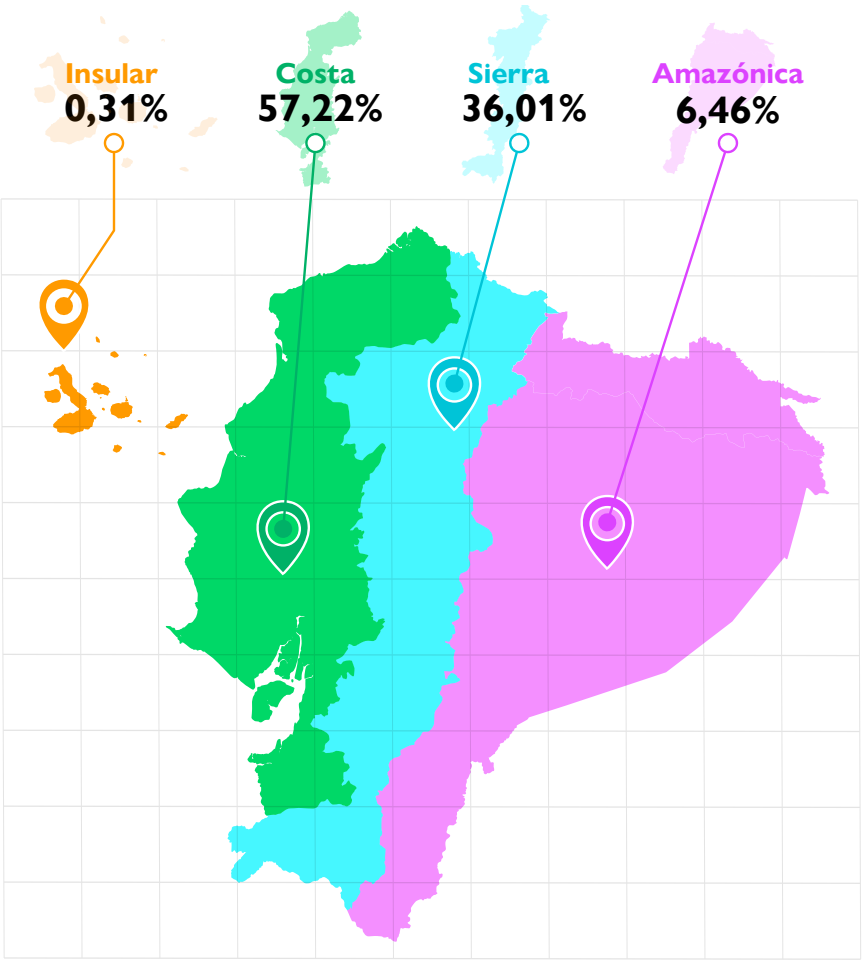 Insular
0,31%
Costa
57,22%
Sierra
36,01%
Amazónica
6,46%